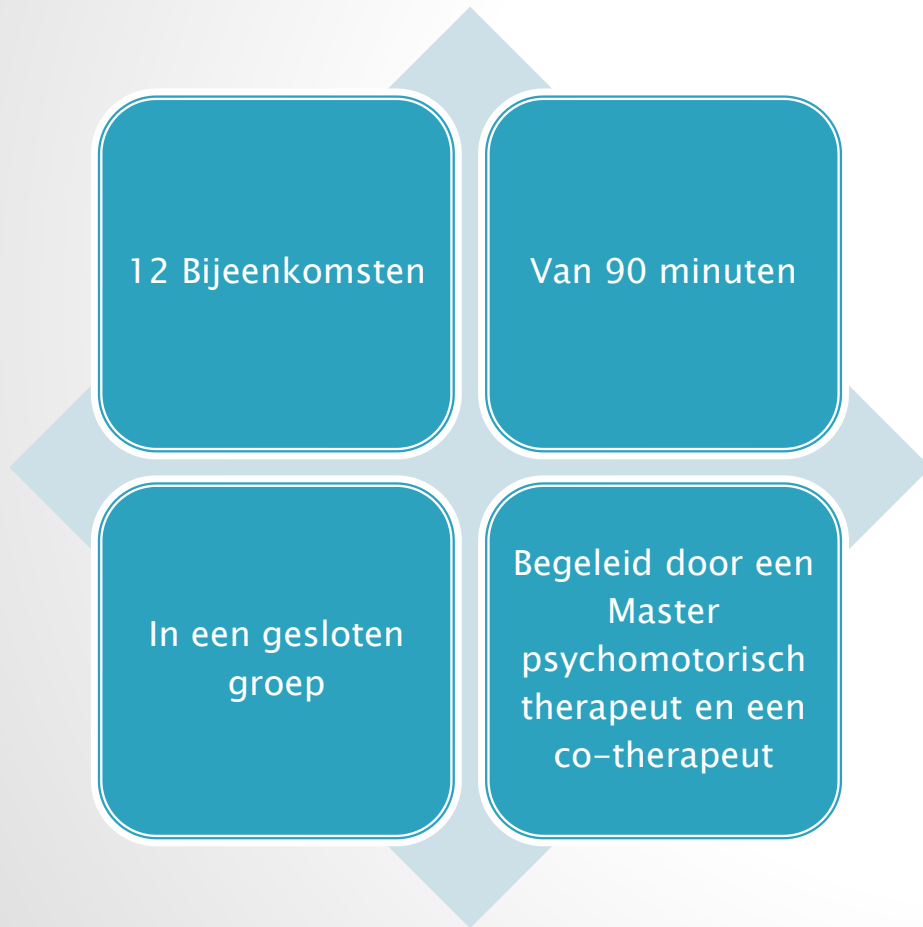 12 Bijeenkomsten
Van 90 minuten
In een gesloten
groep
Begeleid door een
Master
psychomotorisch
therapeut en een
co-therapeut